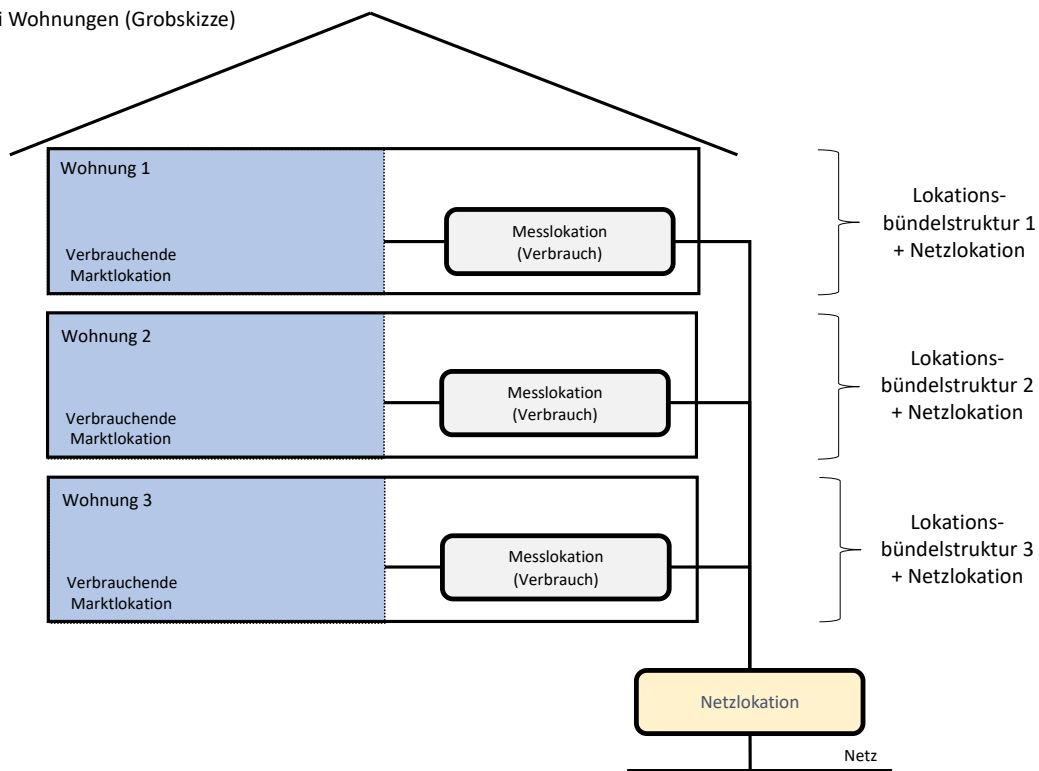 i Wohnungen (Grobskizze)
Wohnung 1
Verbrauchende
Marktlokation
Messlokation
(Verbrauch)
Lokations-
bündelstruktur 1
+ Netzlokation
Wohnung 2
Verbrauchende
Marktlokation
Messlokation
(Verbrauch)
Lokations-
bündelstruktur 2
+ Netzlokation
Wohnung 3
Verbrauchende
Marktlokation
Messlokation
(Verbrauch)
Lokations-
bündelstruktur 3
+ Netzlokation
Netzlokation
Netz